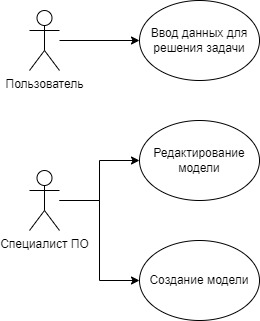 Ввод данных для
решения задачи
Пользователь
Редактирование
модели
Специалист ПО
Создание модели